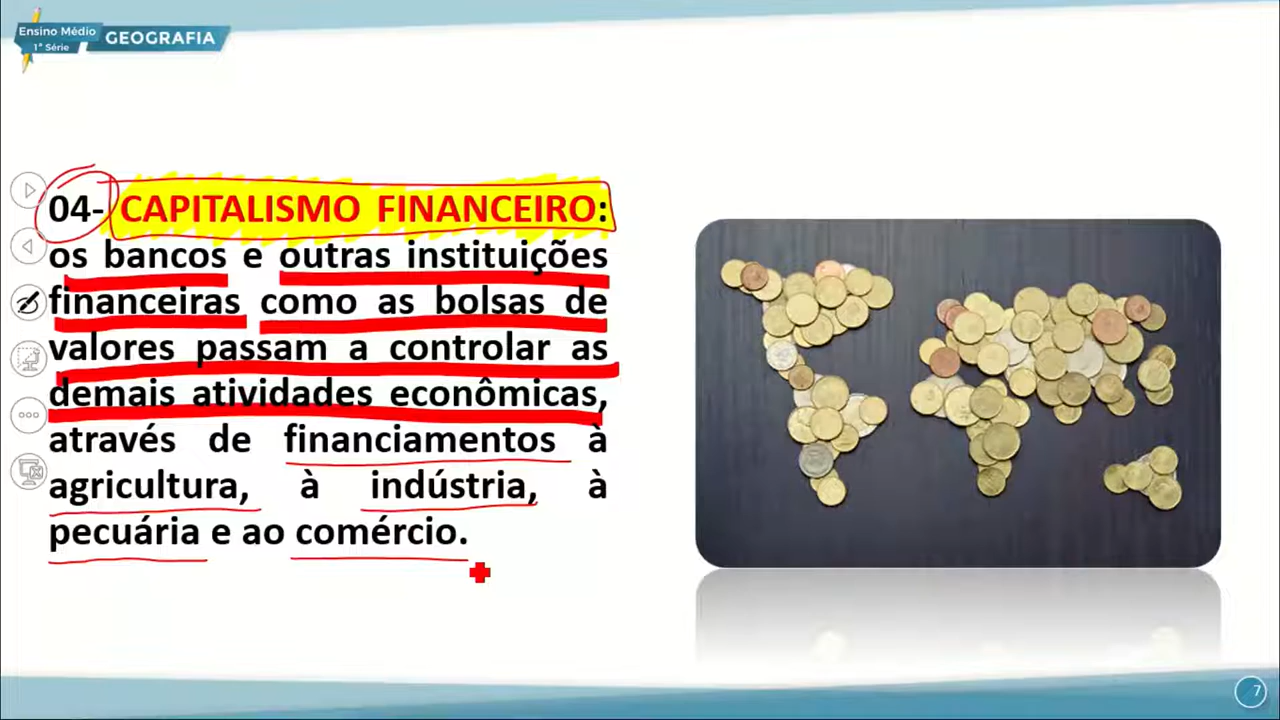 Ensino Médio
1ª Série
GEOGRAFIA
04- CAPITALISMO FINANCEIRO:
os bancos e outras instituições
financeiras como as bolsas de
valores passam a controlar as
demais atividades econômicas,
através de financiamentos à
agricultura, à indústria, à
pecuária e ao comércio.
7